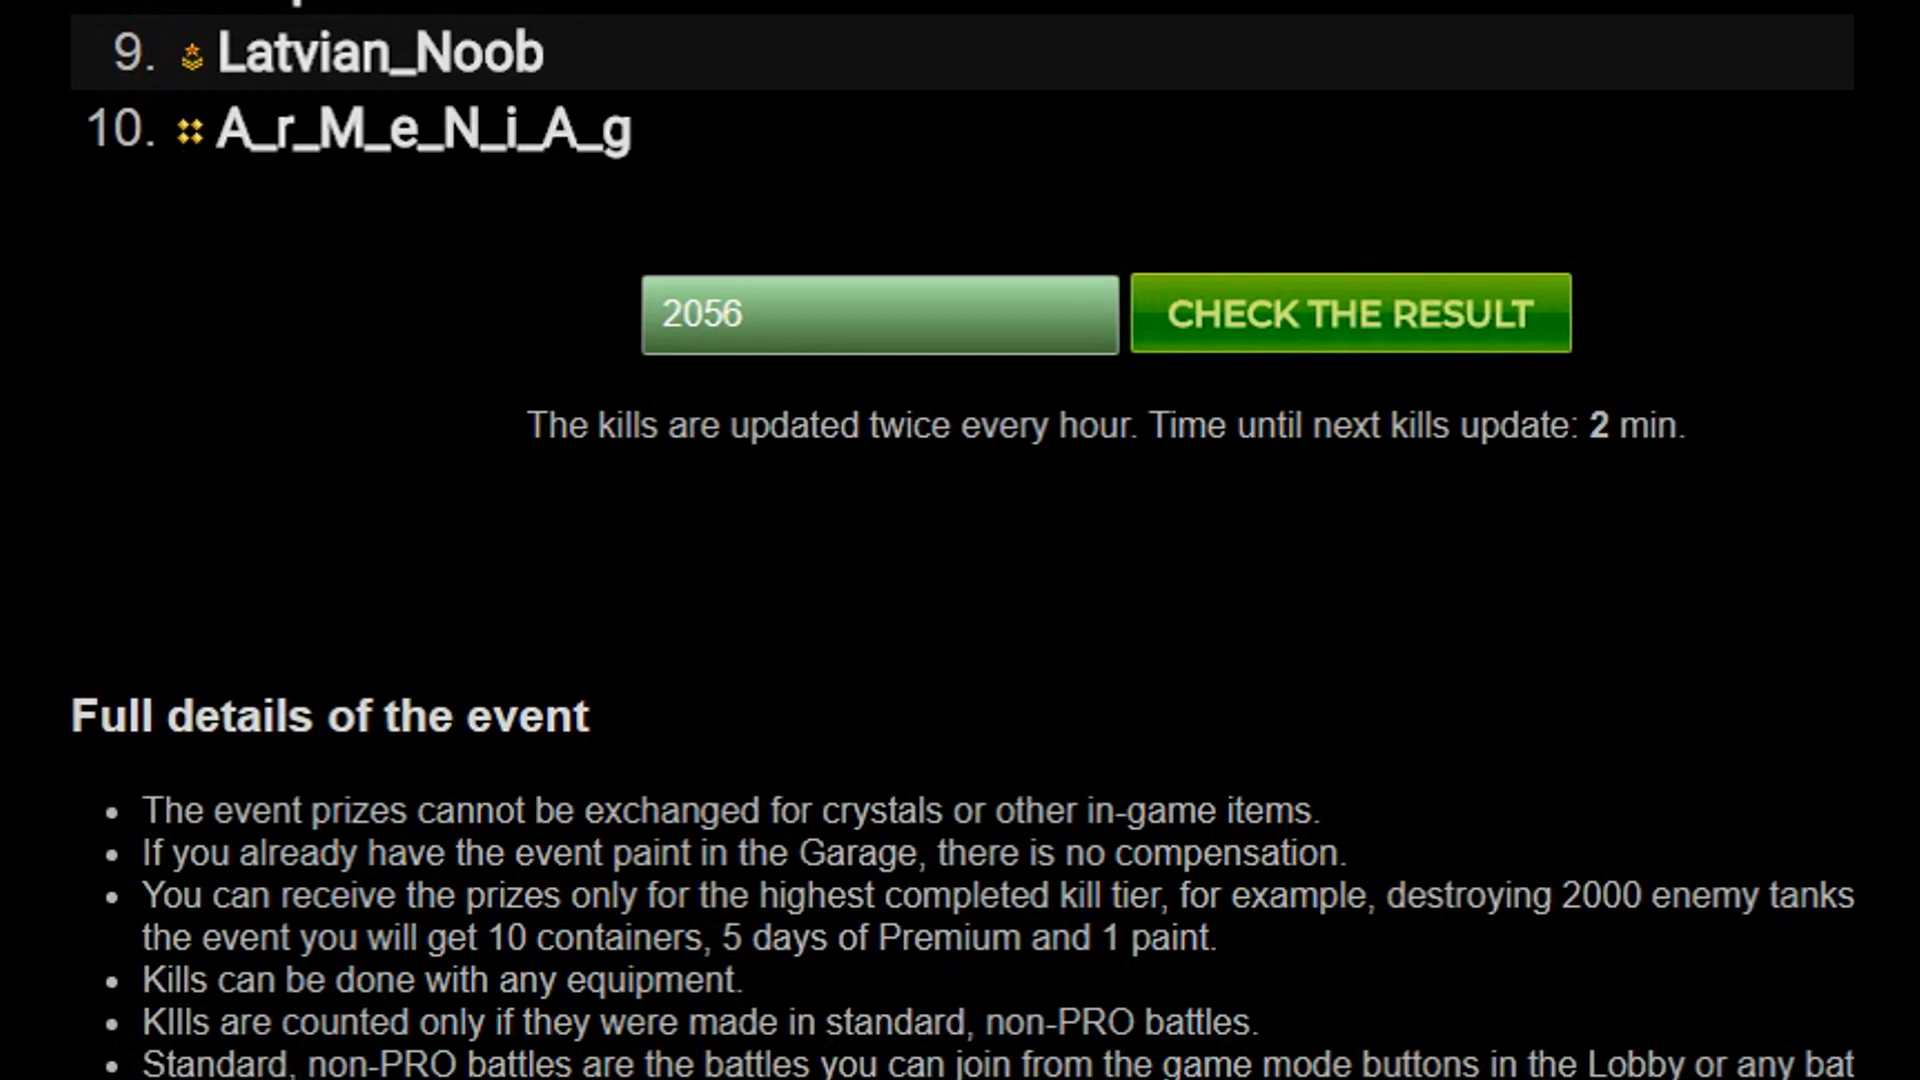 9. Latvian_Noob
10. A_r_M_e_N_i_A_g
2056
CHECK THE RESULT
The kills are updated twice every hour. Time until next kills update: 2 min.
Full details of the event
• The event prizes cannot be exchanged for crystals or other in-game items.
• If you already have the event paint in the Garage, there is no compensation.
• You can receive the prizes only for the highest completed kill tier, for example, destroying 2000 enemy tanks
the event you will get 10 containers, 5 days of Premium and 1 paint.
• Kills can be done with any equipment.
• KIlls are counted only if they were made in standard, non-PRO battles.
• Standard, non-PRO battles are the battles you can join from the game mode buttons in the Lobby or any bat